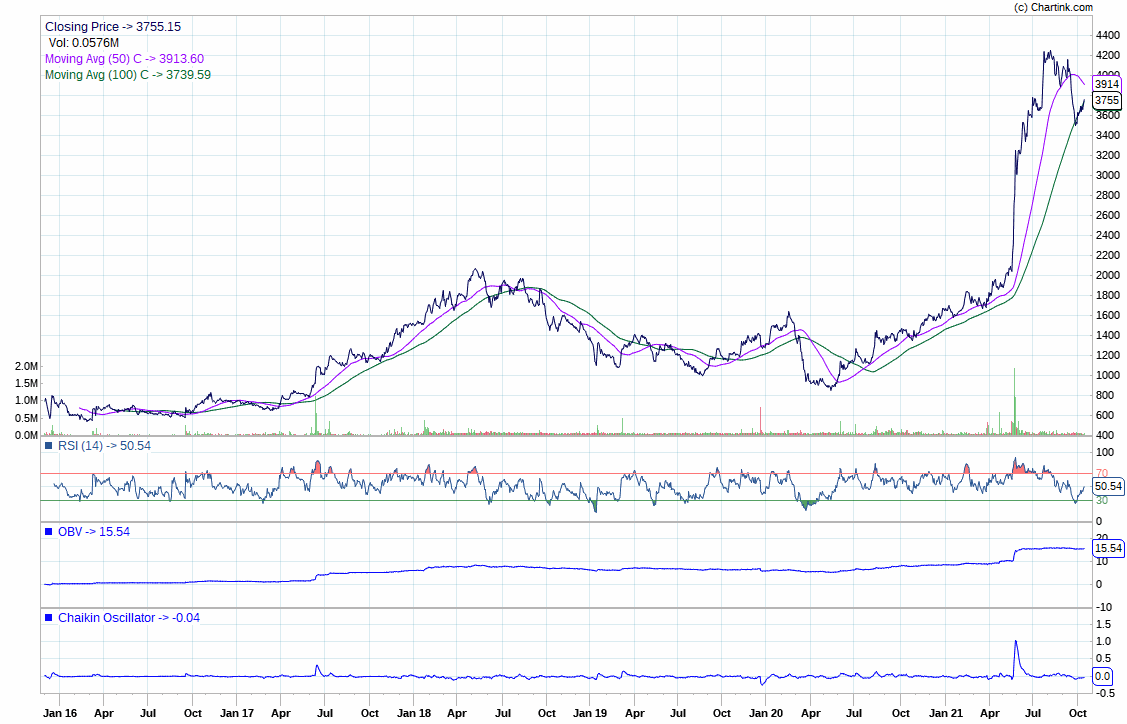 (c) Chartink.com
Closing Price -> 3755.15
Vol: 0.0576M
Moving Avg (50) C -> 3913.60
Moving Avg (100) C -> 3739.59
4400
4200
4000
3914
3755
3600
3400
3200
3000
2800
2600
2400
2200
2000
1800
1600
1400
1200
1000
800
600
400
2.0M
1.5M
1.0M
0.5M
0.0M
RSI (14) -> 50.54
100
70
50.54
30
0
OBV -> 15.54
20
15.54
10
0
-10
Chaikin Oscillator -> -0.04
1.5
1.0
0.5
0.0
-0.5
Jan 16 Apr Jul Oct Jan 17 Apr Jul Oct Jan 18 Apr Jul Oct Jan 19 Apr Jul Oct Jan 20 Apr Jul Oct Jan 21 Apr Jul Oct